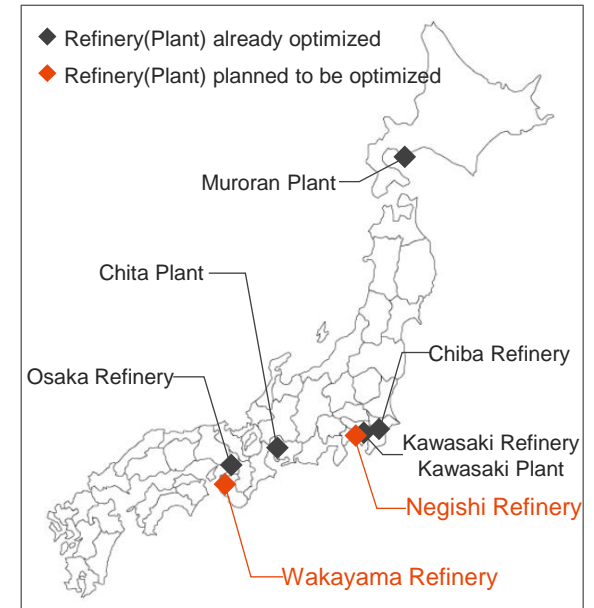 Refinery(Plant) already optimized
Refinery(Plant) planned to be optimized
Muroran Plant
Chita Plant
Chiba Refinery
Osaka Refinery
Kawasaki Refinery
Kawasaki Plant
Negishi Refinery
Wakayama Refinery